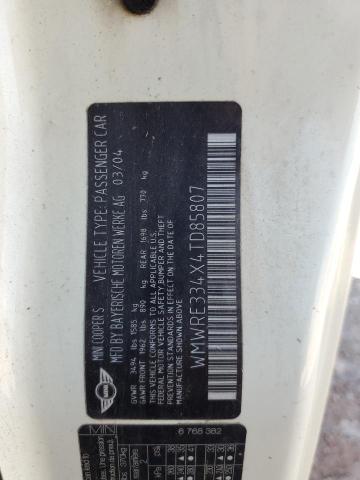 MINI COOPER S VEHICLE TYPE: PASSENGER CAR
MFD BY BAYERISCHE MOTOREN WERKE AG 03/04
GVWR 3494 lbs 1585 kg
GAWR FRONT 1962 lbs 890 kg REAR 1698 lbs 770 kg
THIS VEHICLE CONFORMS TO ALL APPLICABLE U.S.
FEDERAL MOTOR VEHICLE SAFETY,BUMPER AND
THEFT PREVENTION STANDARDS IN EFFECT ON THE DATE OF
MANUFACTURE SHOWN ABOVE.
WMWRE334X4TD85807
MINI
MINI 6 768 382
370kg